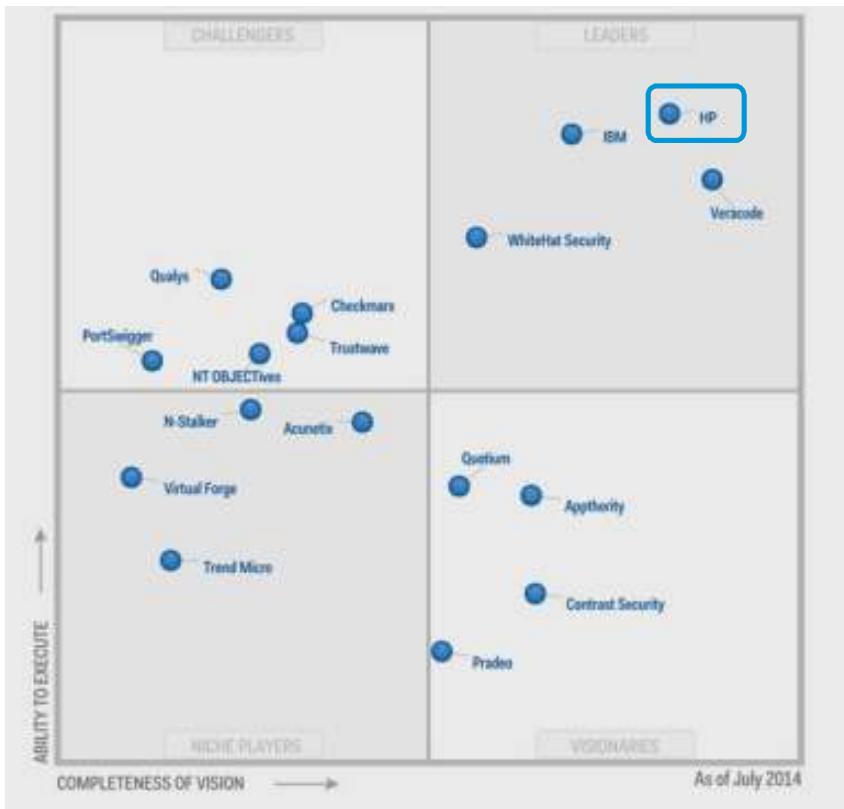 CHALLENGERS
LEADERS
HP
IBM
Veracode
WhiteHat Security
Qualys
Checkmarx
PortSwigger
Trustwave
NT OBJECTives
N-Stalker
Acunetix
Quotium
Virtual Forge
Appthority
Trend Micro
Contrast Security
Pradeo
ABILITY TO EXECUTE
NICHE PLAYERS
VISIONARIES
COMPLETENESS OF VISION
As of July 2014